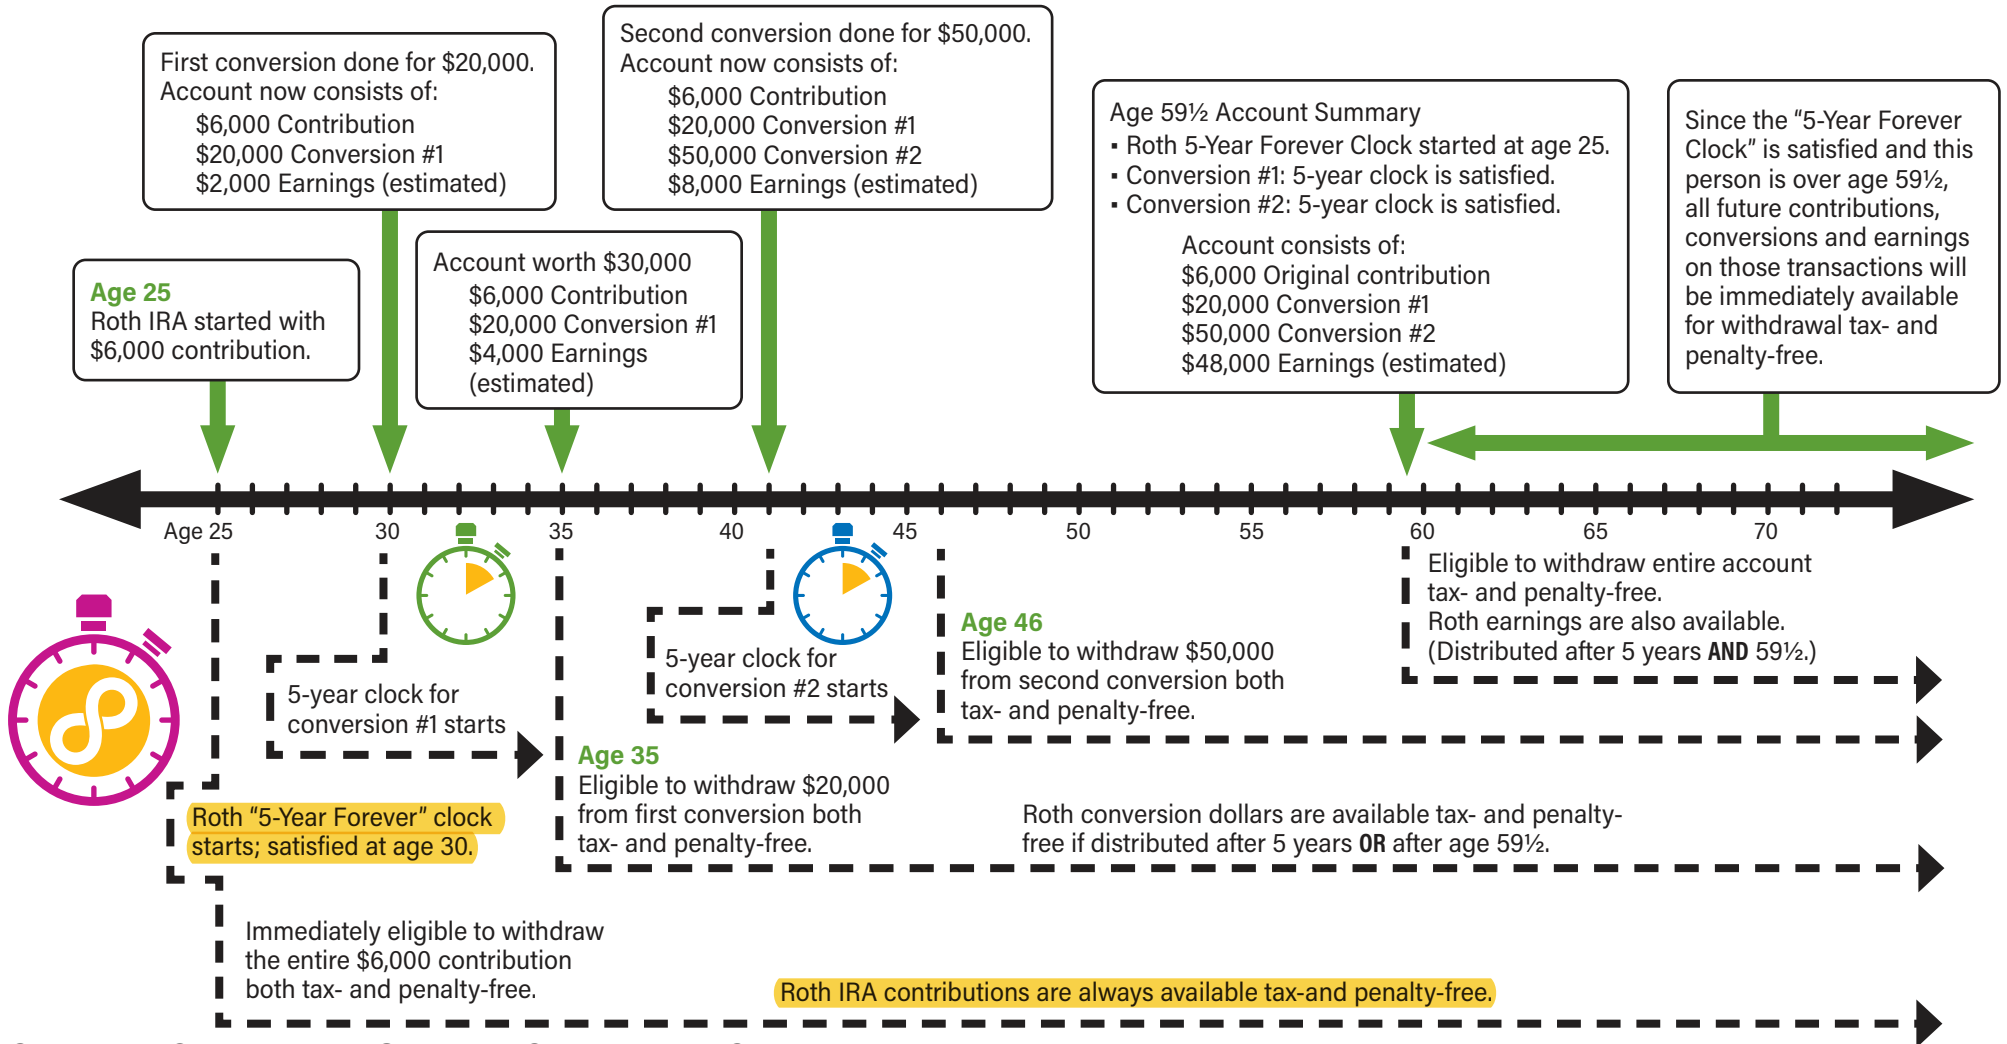 First conversion done for $20,000.
Account now consists of:
$6,000 Contribution
$20,000 Conversion #1
$2,000 Earnings (estimated)
Second conversion done for $50,000.
Account now consists of:
$6,000 Contribution
$20,000 Conversion #1
$50,000 Conversion #2
$8,000 Earnings (estimated)
Age 59½ Account Summary
▪ Roth 5-Year Forever Clock started at age 25.
▪ Conversion #1: 5-year clock is satisfied.
▪ Conversion #2: 5-year clock is satisfied.
Account consists of:
$6,000 Original contribution
$20,000 Conversion #1
$50,000 Conversion #2
$48,000 Earnings (estimated)
Since the “5-Year Forever
Clock” is satisfied and this
person is over age 59½,
all future contributions,
conversions and earnings
on those transactions will
be immediately available
for withdrawal tax- and
penalty-free.
Age 25
Roth IRA started with
$6,000 contribution.
Account worth $30,000
$6,000 Contribution
$20,000 Conversion #1
$4,000 Earnings
(estimated)
Age 25 30 35 40 45 50 55 60 65 70
5-year clock for
conversion #1 starts
5-year clock for
conversion #2 starts
Age 46
Eligible to withdraw $50,000
from second conversion both
tax- and penalty-free.
Eligible to withdraw entire account
tax- and penalty-free.
Roth earnings are also available.
(Distributed after 5 years AND 59½.)
Age 35
Eligible to withdraw $20,000
from first conversion both
tax- and penalty-free.
Roth “5-Year Forever” clock
starts; satisfied at age 30.
Roth conversion dollars are available tax- and penalty-
free if distributed after 5 years OR after age 59½.
Immediately eligible to withdraw
the entire $6,000 contribution
both tax- and penalty-free.
Roth IRA contributions are always available tax-and penalty-free.